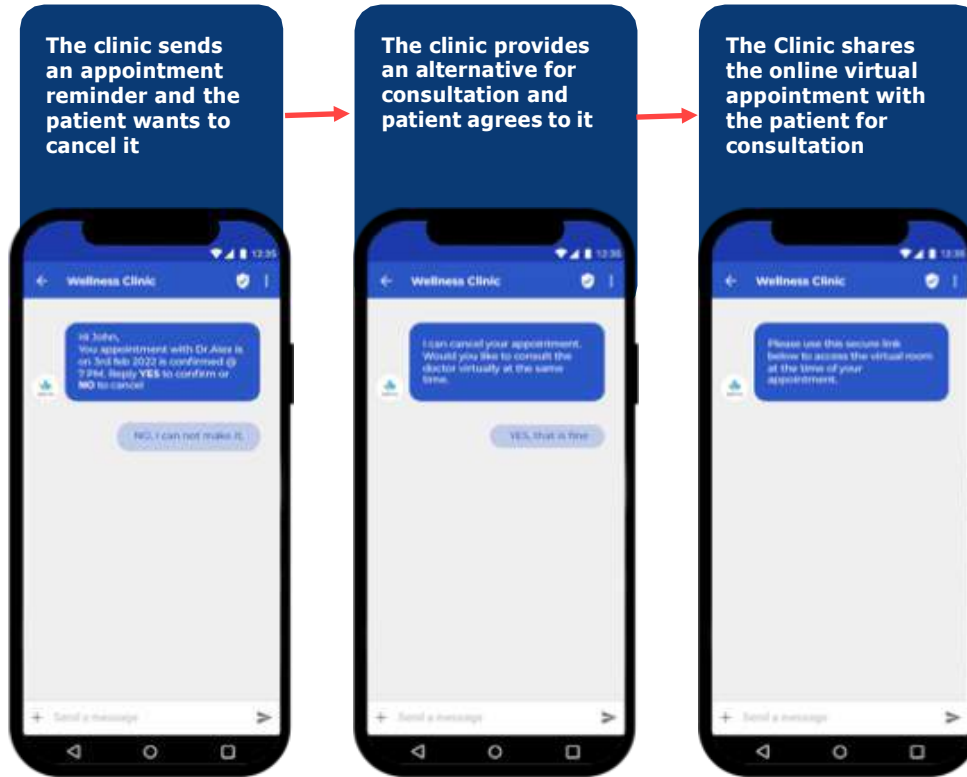 The clinic sends
an appointment
reminder and the
patient wants to
cancel it
The clinic provides
an alternative for
consultation and
patient agrees to it
The Clinic shares
the online virtual
appointment with
the patient for
consultation
12:35
Wellness Clinic
Hi John,
You appointment with Dr.Alex is
on 3rd feb 2022 is confirmed @
7 PM. Reply YES to confirm or
NO to cancel
NO, I can not make it.
Send a message
12:36
Wellness Clinic
I can cancel your appointment.
Would you like to consult the
doctor virtually at the same
time.
YES, that is fine
Send a message
Wellness Clinic
Please use this secure link
below to access the virtual room
at the time of your
appointment.
Send a message